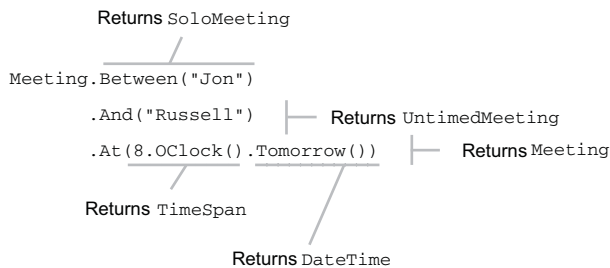 Returns SoloMeeting
Meeting.Between("Jon")
.And("Russell")
Returns UntimedMeeting
.At(8.OClock().Tomorrow())
Returns Meeting
Returns TimeSpan
Returns DateTime